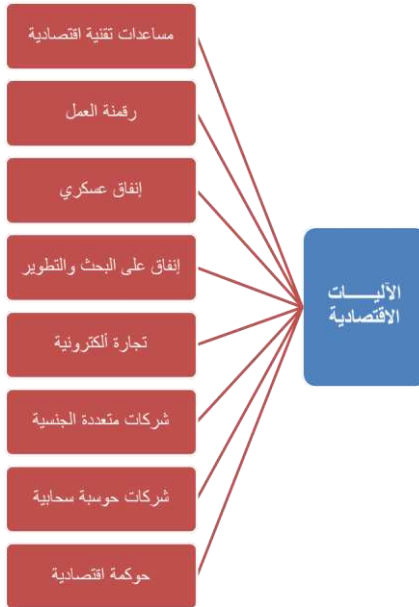 مساعدات تقنية اقتصادية
رقمنة العمل
إنفاق عسكري
إنفاق على البحث والتطوير
تجارة ألكترونية
شركات متعددة الجنسية
شركات حوسبة سحابية
حوكمة اقتصادية
الآليـــات
الاقتصادية